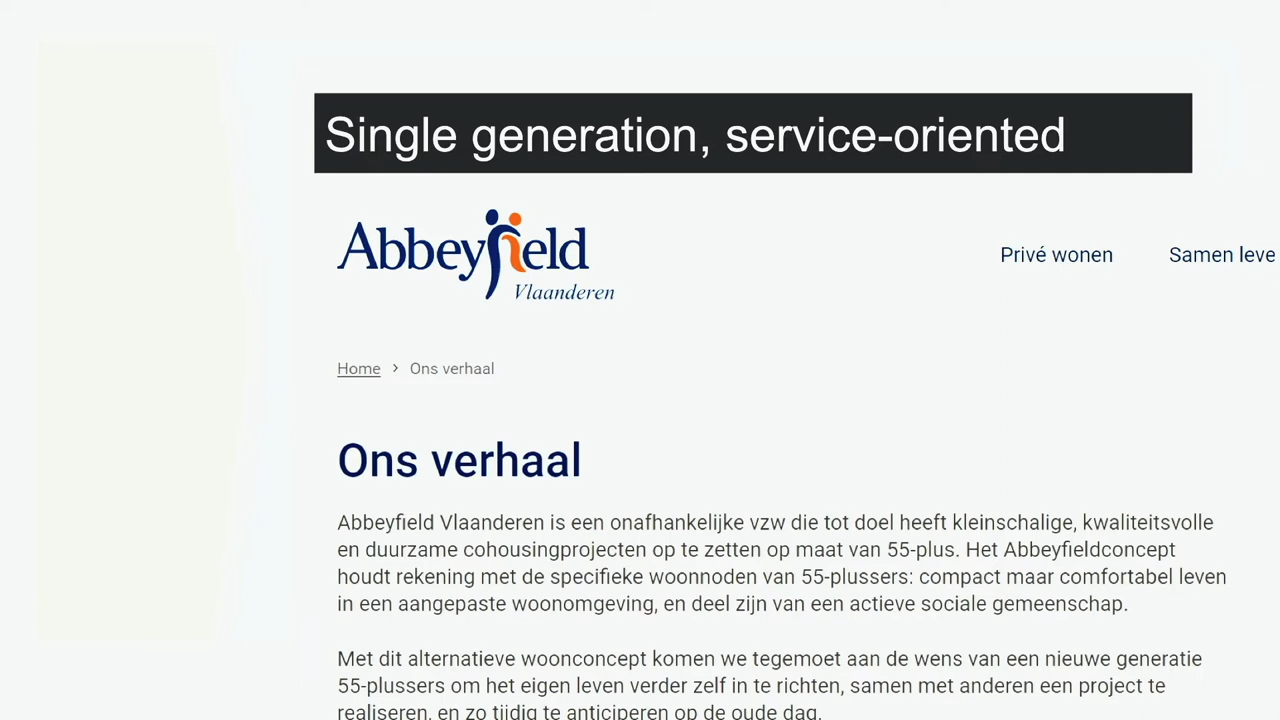 Single generation, service-oriented
Abbeyfield
Vlaanderen
Privé wonen Samen leve
Home > Ons verhaal
Ons verhaal
Abbeyfield Vlaanderen is een onafhankelijke vzw die tot doel heeft kleinschalige, kwaliteitsvolle
en duurzame cohousingprojecten op te zetten op maat van 55-plus. Het Abbeyfieldconcept
houdt rekening met de specifieke woonnoden van 55-plussers: compact maar comfortabel leven
in een aangepaste woonomgeving, en deel zijn van een actieve sociale gemeenschap.
Met dit alternatieve woonconcept komen we tegemoet aan de wens van een nieuwe generatie
55-plussers om het eigen leven verder zelf in te richten, samen met anderen een project te
realiseren, en zo tijdig te anticiperen op de oude dag.